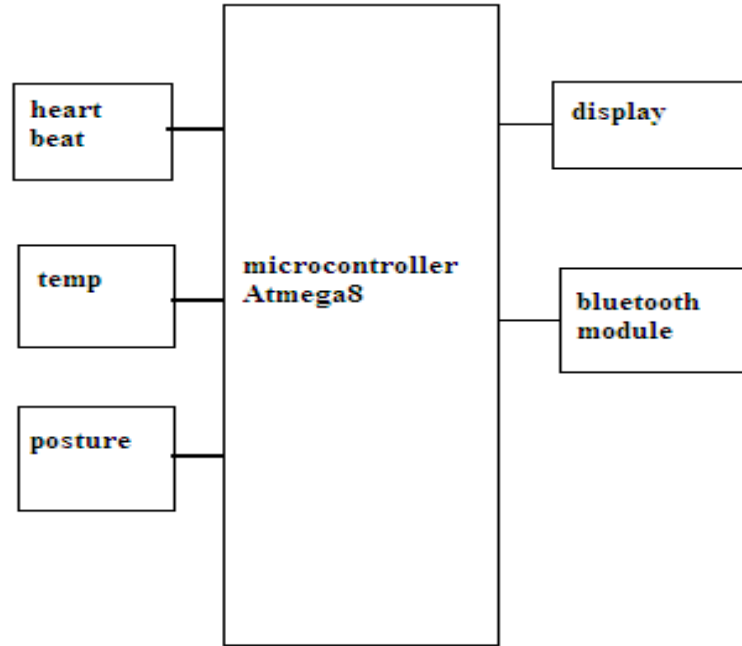 heart
beat
temp
posture
microcontroller
Atmega8
display
bluetooth
module